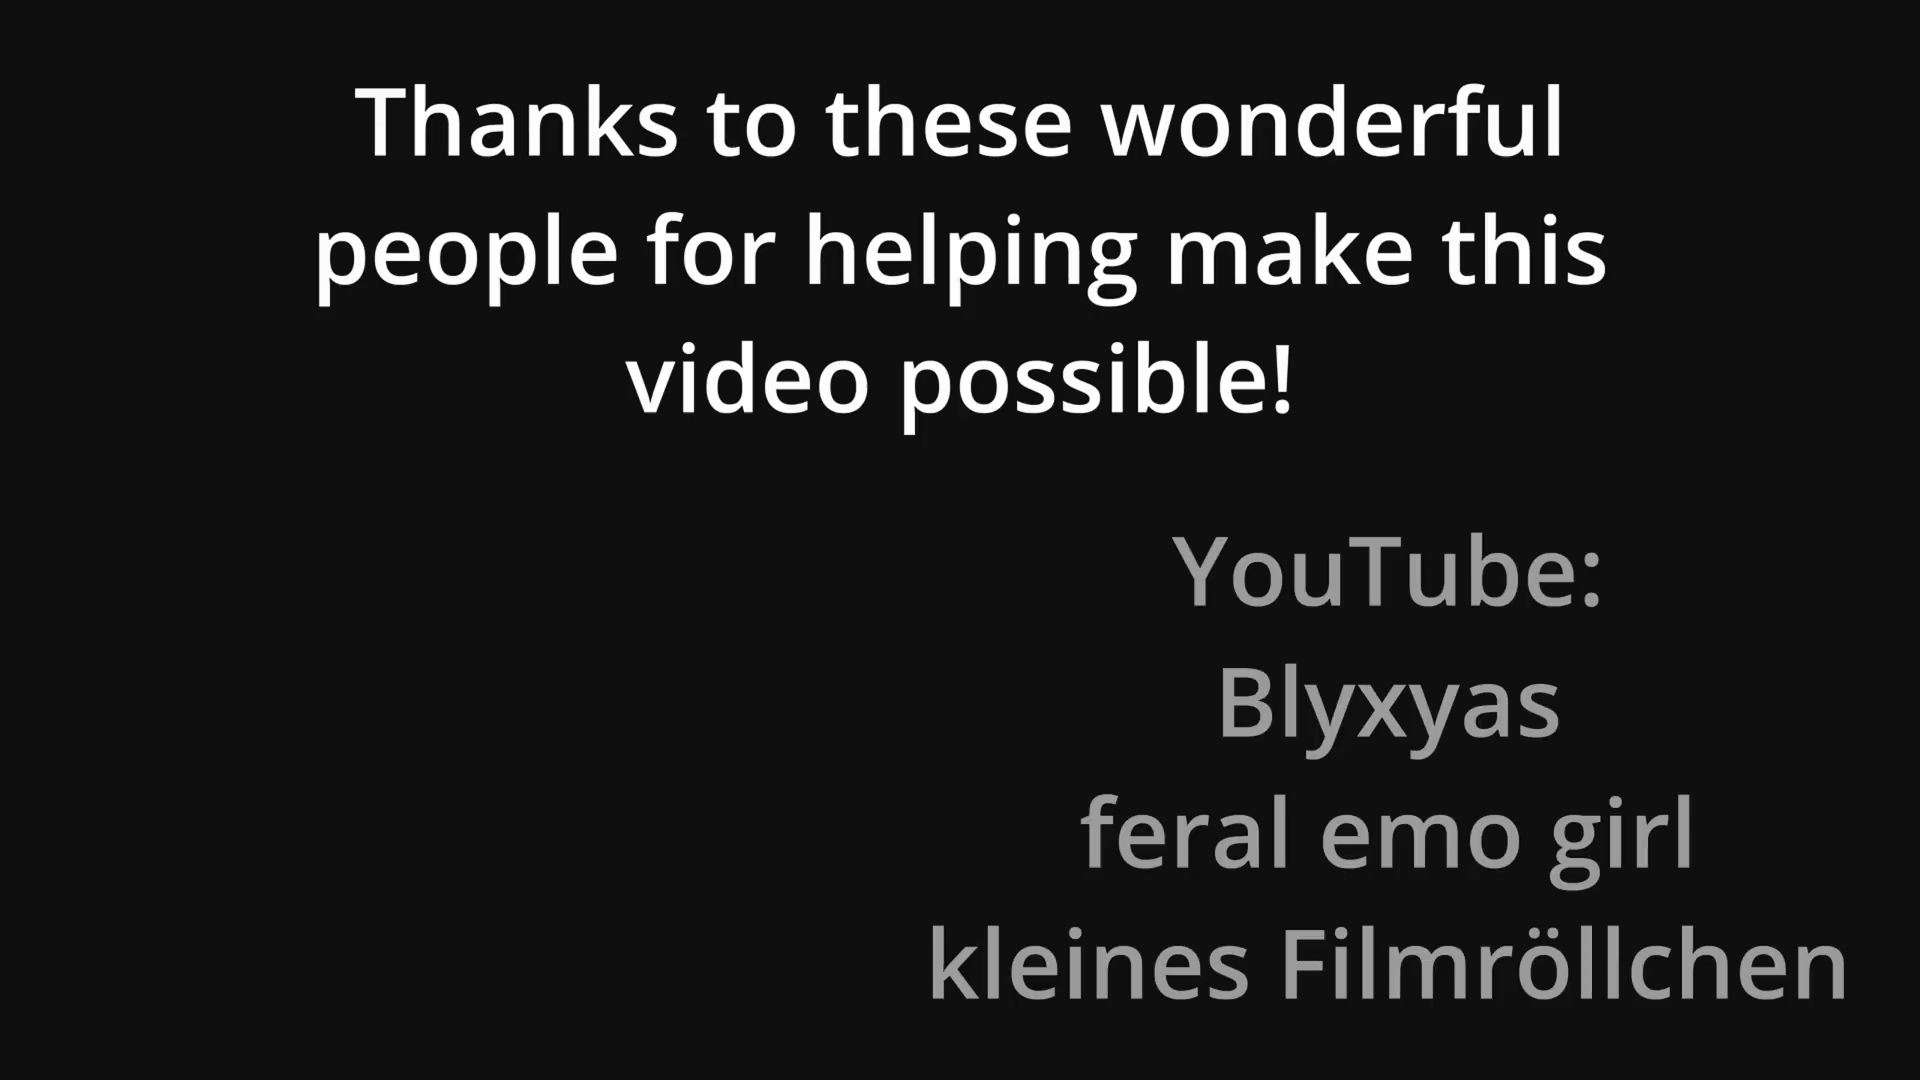 Thanks to these wonderful
people for helping make this
video possible!
YouTube:
Blyxyas
feral emo girl
kleines Filmröllchen